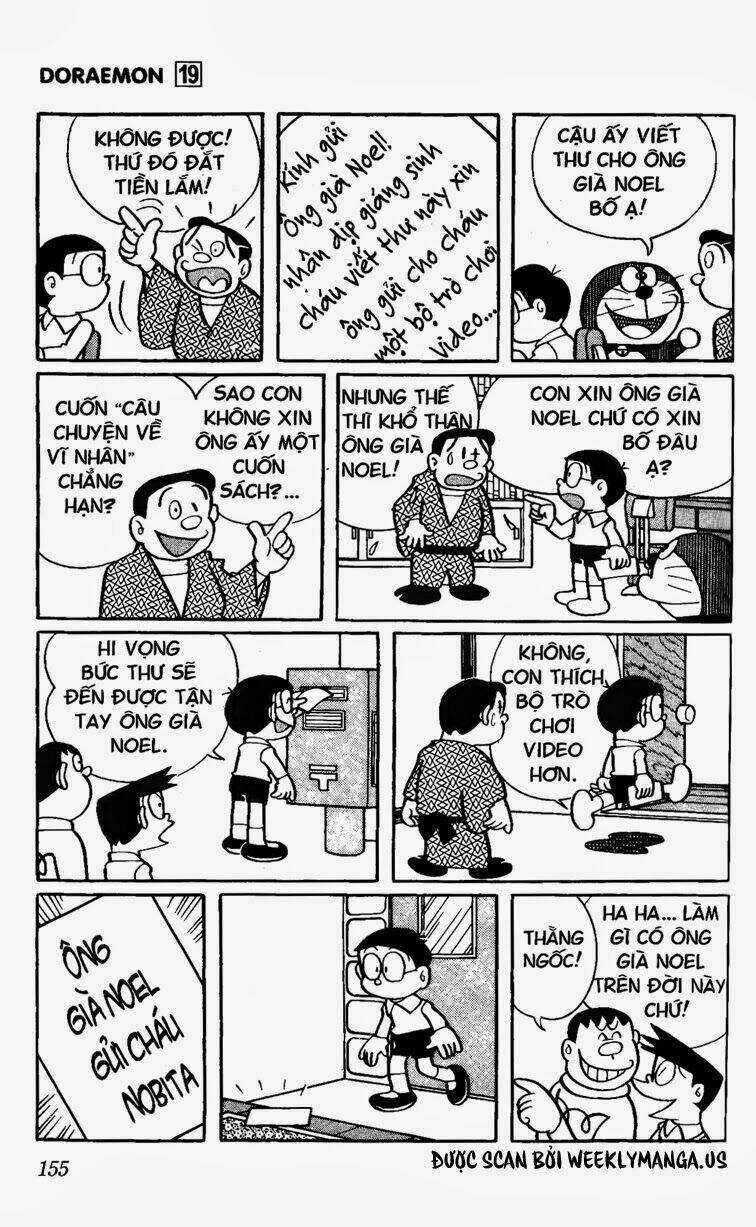 DORAEMON 19
CẬU ẤY VIẾT
THƯ CHO ÔNG
GIÀ NOEL
BỐ Ạ!
Kính gửi
Ông già Noel!
nhân dịp giáng sinh
cháu viết thư này xin
ông gửi cho cháu
một bộ trò chơi
Video...
KHÔNG ĐƯỢC!
THỨ ĐÓ ĐẮT
TIỀN LẮM!
CON XIN ÔNG GIÀ
NOEL CHỨ CÓ XIN
BỐ ĐÂU
Ạ?
NHƯNG THẾ
THÌ KHỔ THÂN
ÔNG GIÀ
NOEL!
SAO CON
KHÔNG XIN
ÔNG ẤY MỘT
CUỐN
SÁCH?...
CUỐN "CÂU
CHUYỆN VỀ
VĨ NHÂN"
CHẲNG
HẠN?
KHÔNG,
CON THÍCH
BỘ TRÒ
CHƠI
VIDEO
HƠN.
HI VỌNG
BỨC THƯ SẼ
ĐẾN ĐƯỢC TẬN
TAY ÔNG GIÀ
NOEL.
HA HA... LÀM
GÌ CÓ ÔNG
GIÀ NOEL
TRÊN ĐỜI NÀY
CHỨ!
THẰNG
NGỐC!
ÔNG
GIÀ NOEL
GỬI CHÁU
NOBITA
155
ĐƯỢC SCAN BỞI WEEKLYMANGA.US